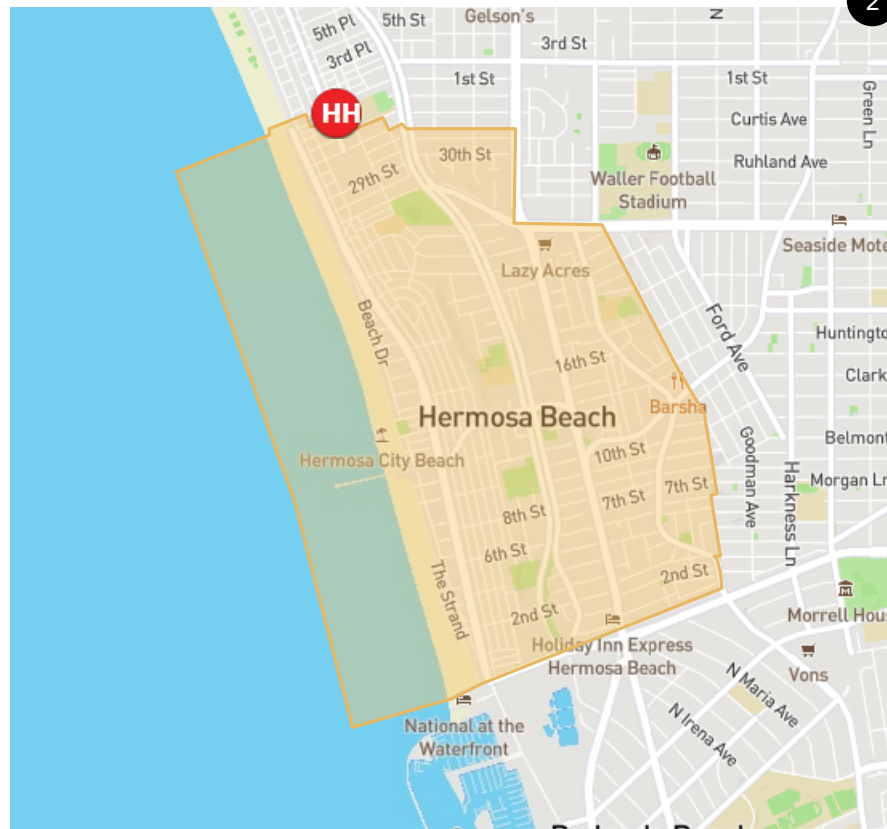 2
5th Pl
5th St
Gelson's
N
3rd Pl
3rd St
1st St
1st St
Green Ln
HH
Curtis Ave
30th St
Ruhland Ave
29th St
Waller Football
Stadium
Seaside Mote
Lazy Acres
Beach Dr
Ford Ave
Huntingto
16th St
Clark
Barsha
Hermosa Beach
Goodman Ave
Belmont
10th St
Hermosa City Beach
Harkness Ln
Morgan Ln
7th St
7th St
8th St
6th St
The Strand
2nd St
2nd St
Morrell Hous
Holiday Inn Express
Hermosa Beach
Vons
N Maria Ave
National at the
Waterfront
N Irena Ave